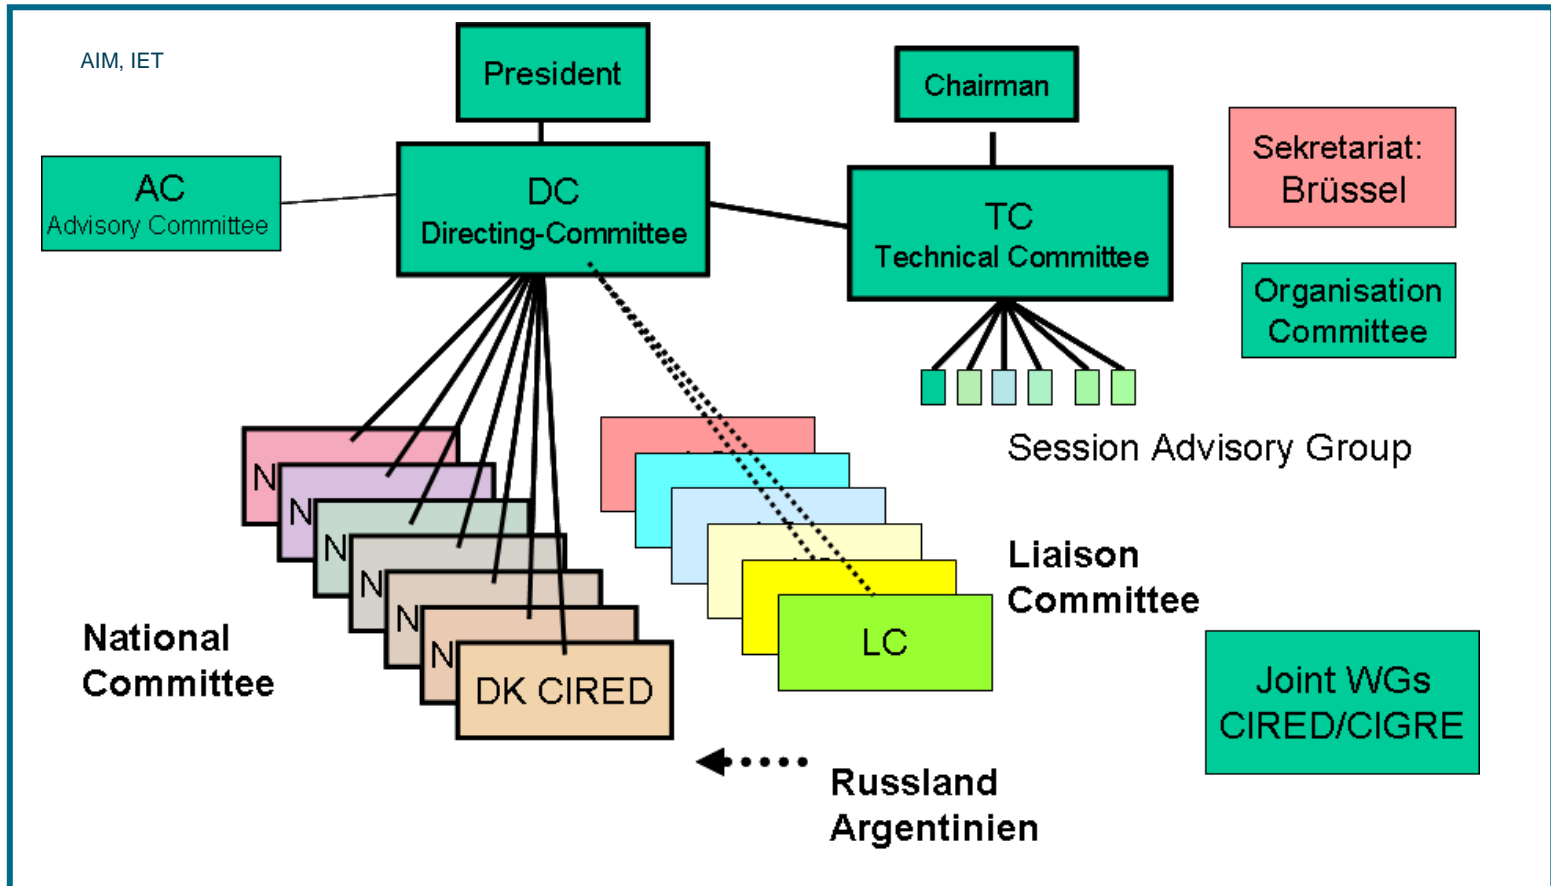 AIM, IET
President
Chairman
AC
Advisory Committee
DC
Directing-Committee
TC
Technical Committee
Sekretariat:
Brüssel
Organisation
Committee
Session Advisory Group
N
N
N
N
N
N
DK CIRED
National
Committee
LC
Liaison
Committee
Joint WGs
CIRED/CIGRE
Russland
Argentinien